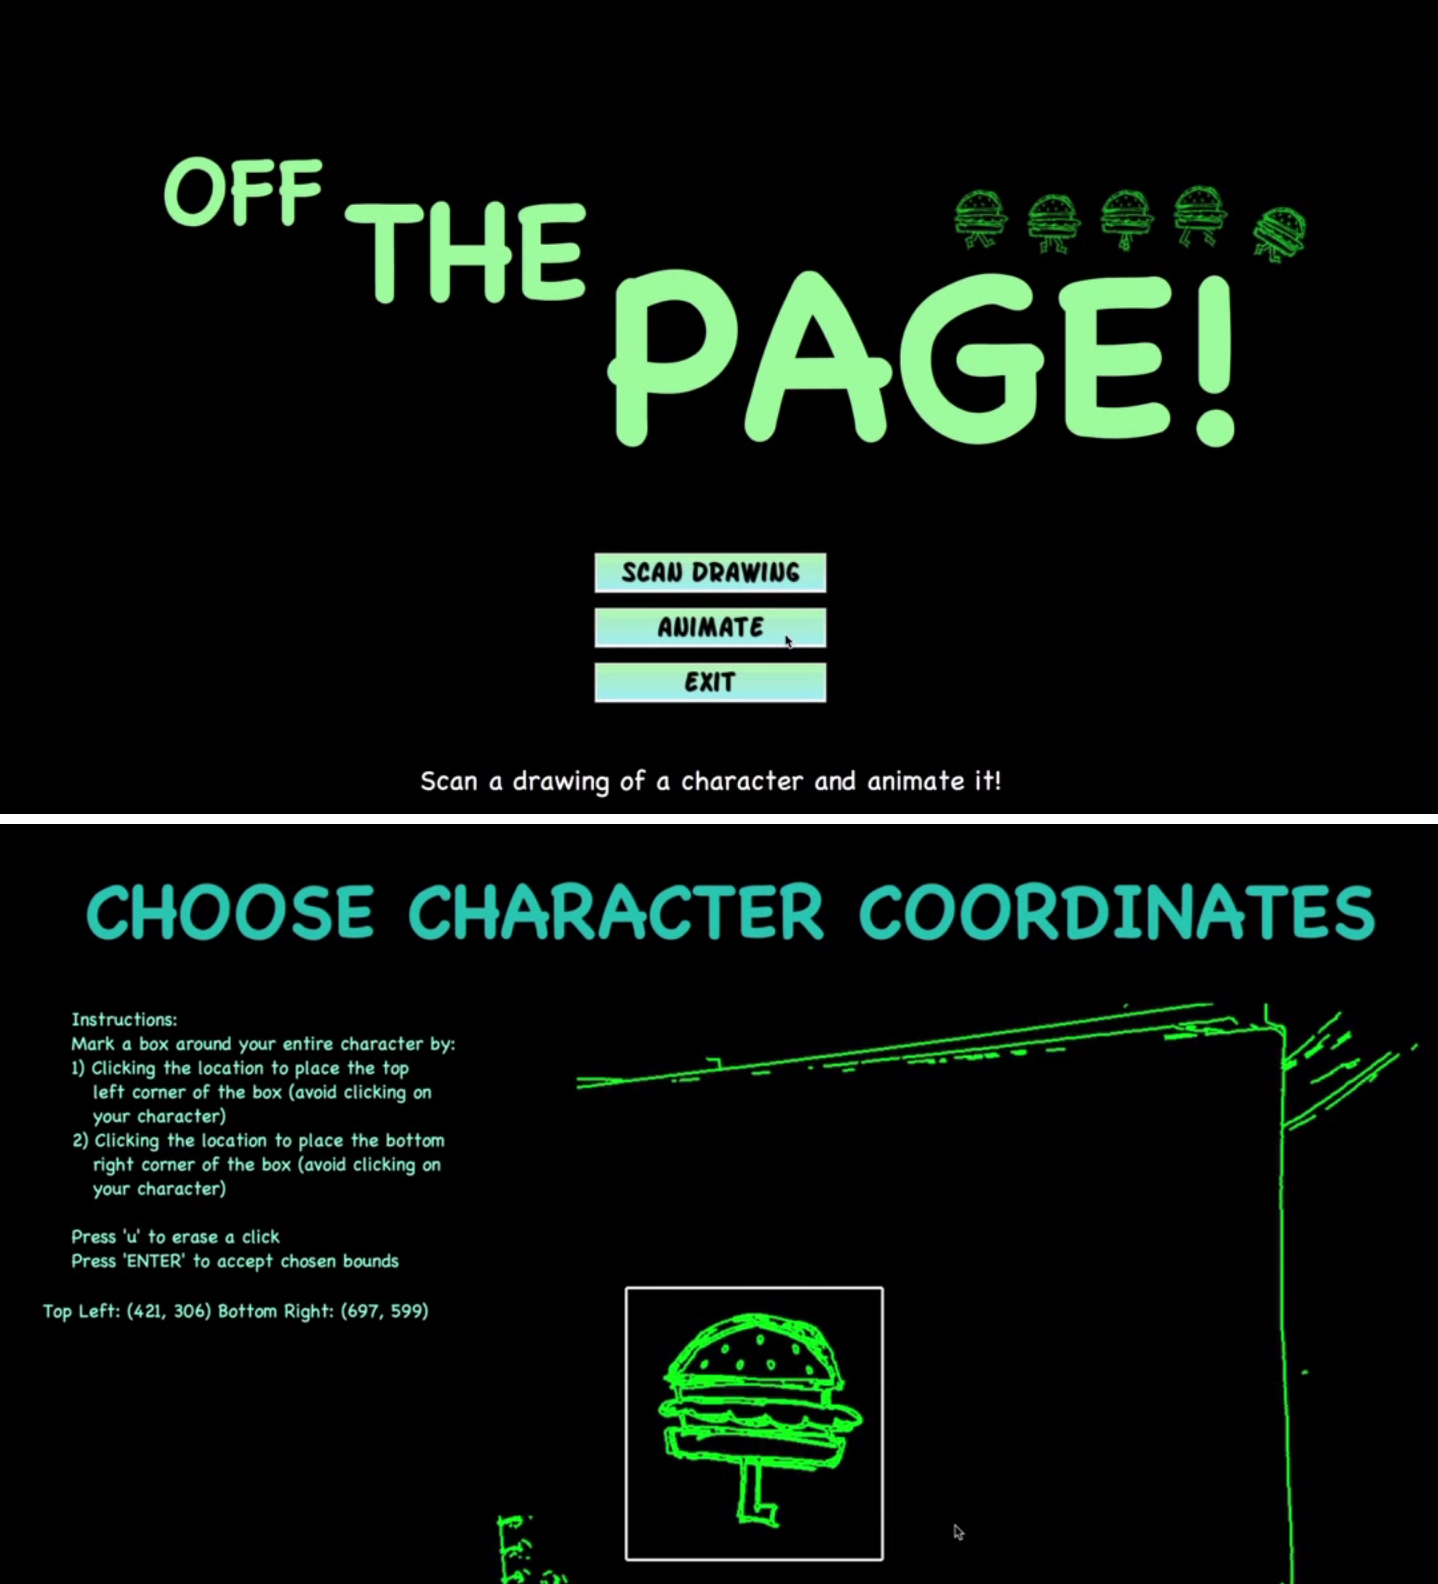 OFF
THE
PAGE!
SCAN DRAWING
ANIMATE
EXIT
Scan a drawing of a character and animate it!
CHOOSE CHARACTER COORDINATES
Instructions:
Mark a box around your entire character by:
1) Clicking the location to place the top
left corner of the box (avoid clicking on
your character)
2) Clicking the location to place the bottom
right corner of the box (avoid clicking on
your character)
Press 'u' to erase a click
Press 'ENTER' to accept chosen bounds
Top Left: (421, 306) Bottom Right: (697, 599)